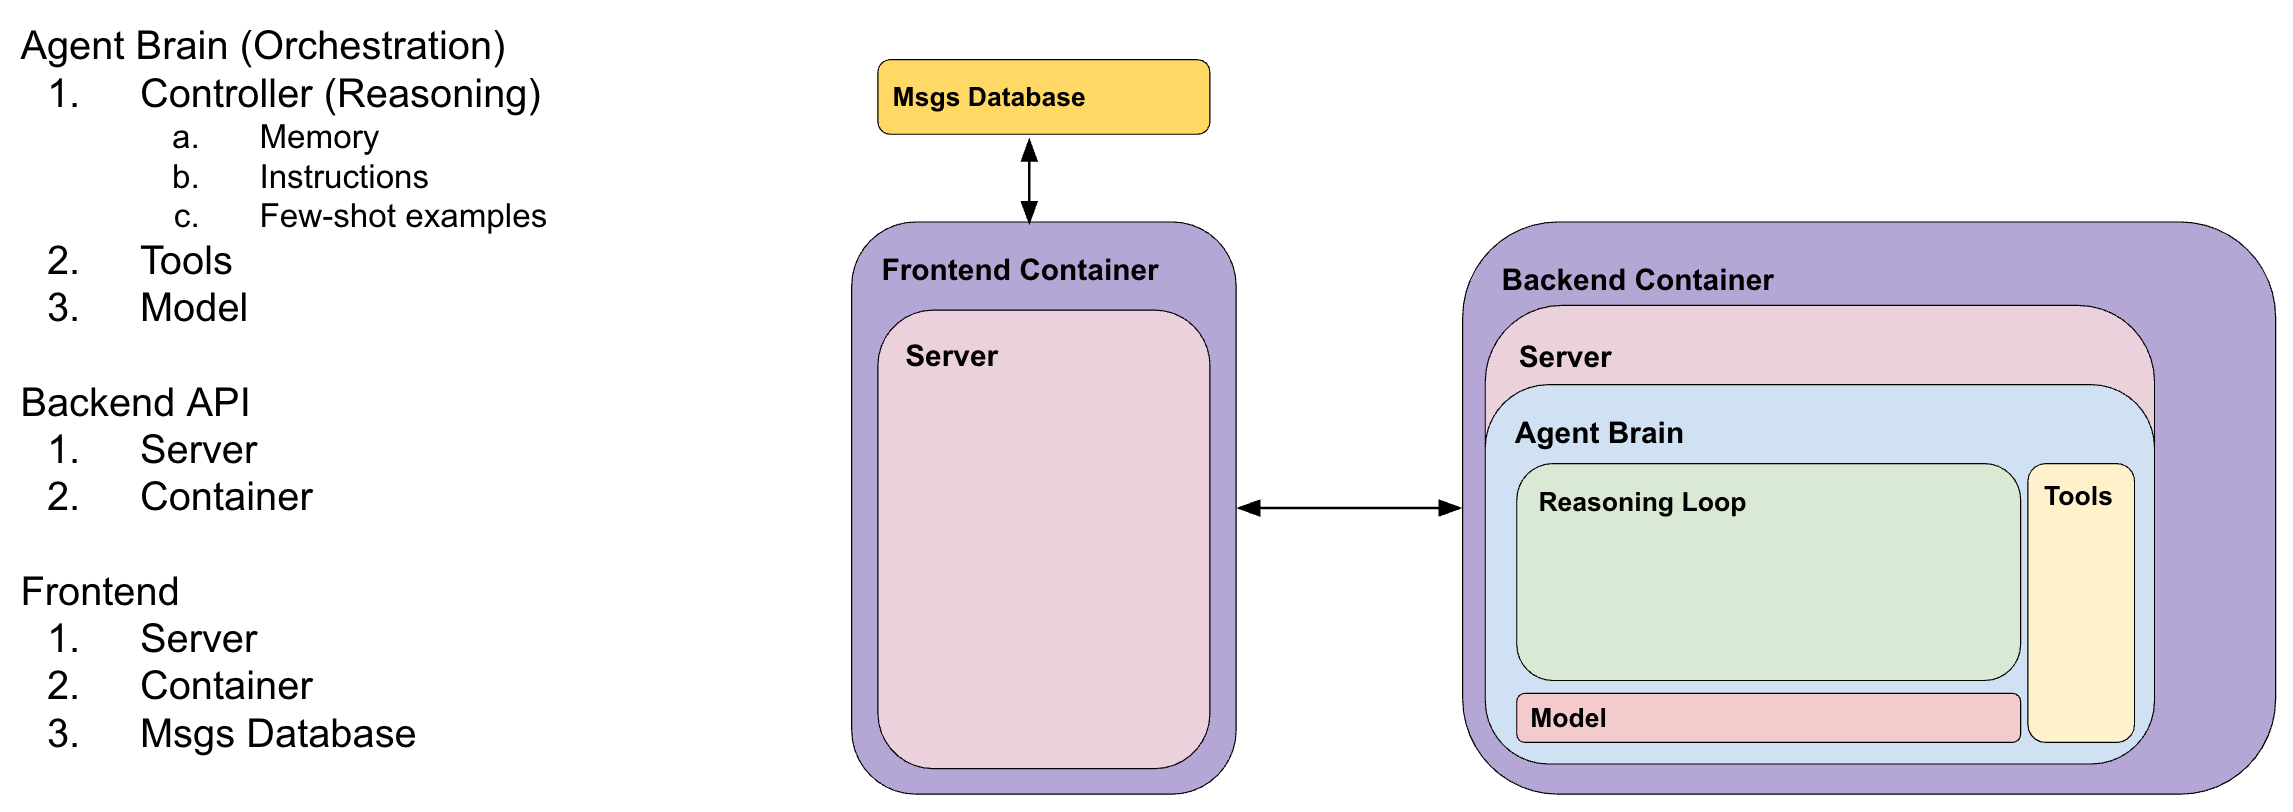 Agent Brain (Orchestration)
1. Controller (Reasoning)
a. Memory
b. Instructions
c. Few-shot examples
2. Tools
3. Model
Backend API
1. Server
2. Container
Frontend
1. Server
2. Container
3. Msgs Database
Msgs Database
Frontend Container
Server
Backend Container
Server
Agent Brain
Reasoning Loop
Tools
Model